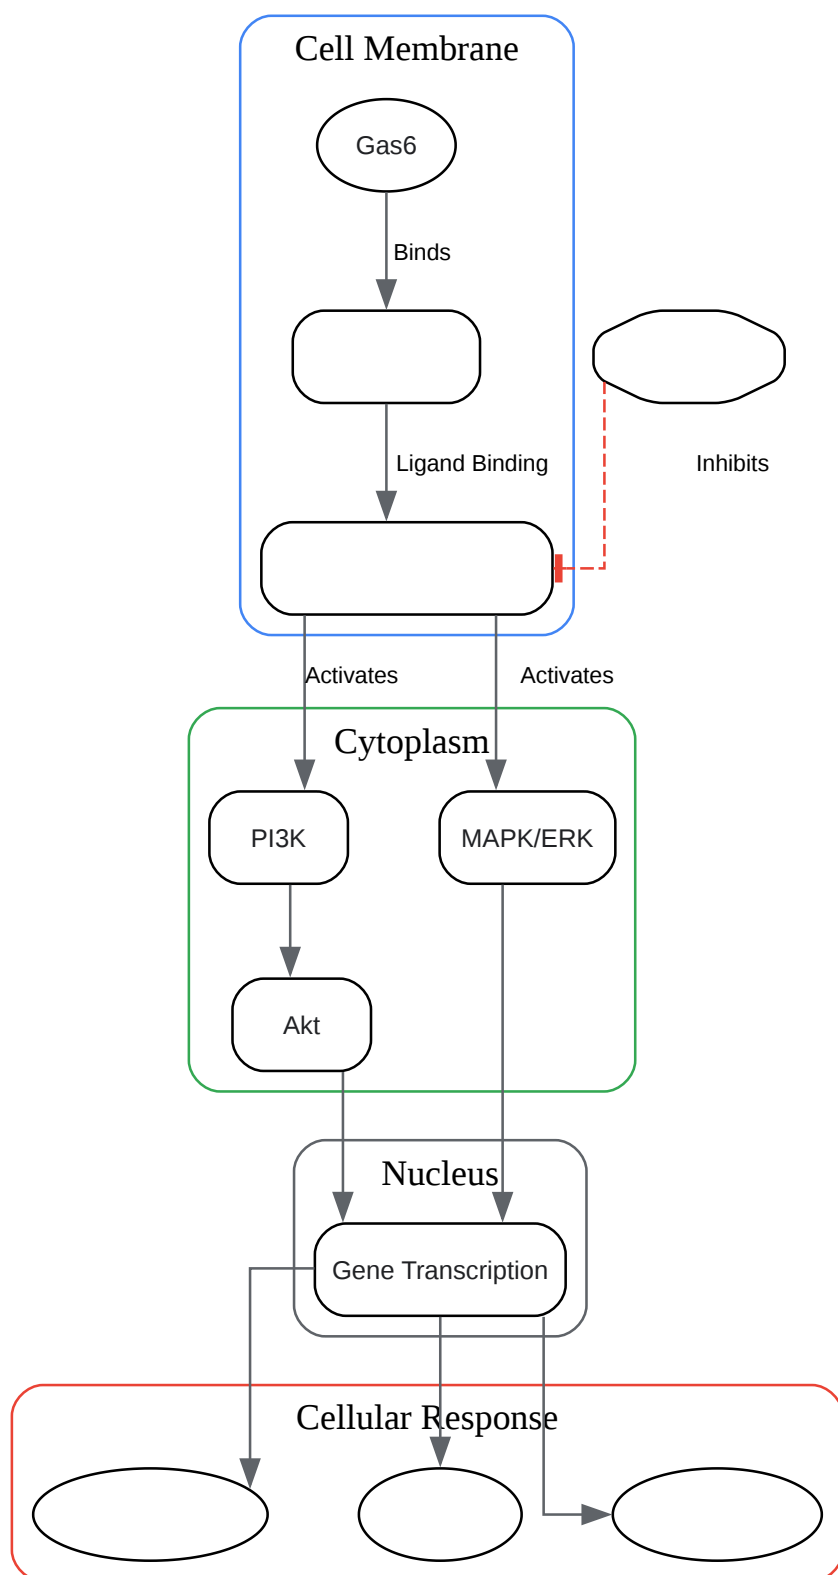 Cell Membrane
Gas6
Binds
Ligand Binding
Inhibits
Activates
Activates
Cytoplasm
PI3K
MAPK/ERK
Akt
Nucleus
Gene Transcription
Cellular Response